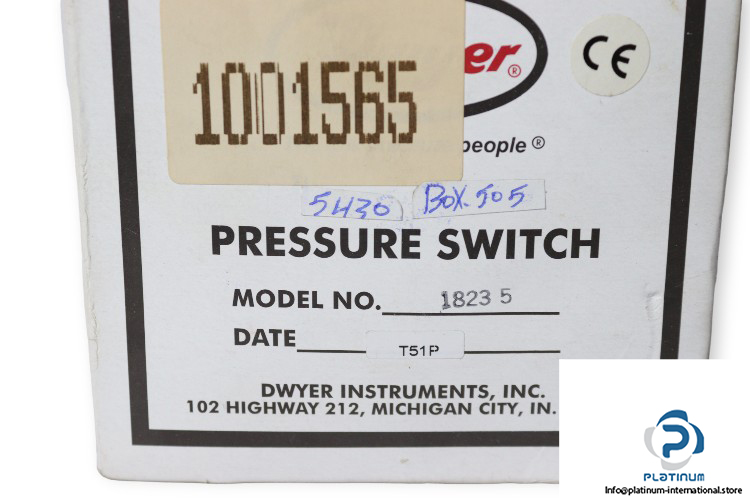 1001565
er®
CE
people®
5430 Box.505
PRESSURE SWITCH
MODEL NO. 1823 5
DATE T51P
DWYER INSTRUMENTS, INC.
102 HIGHWAY 212, MICHIGAN CITY, IN.
PLATINUM
Info@platinum-international.store